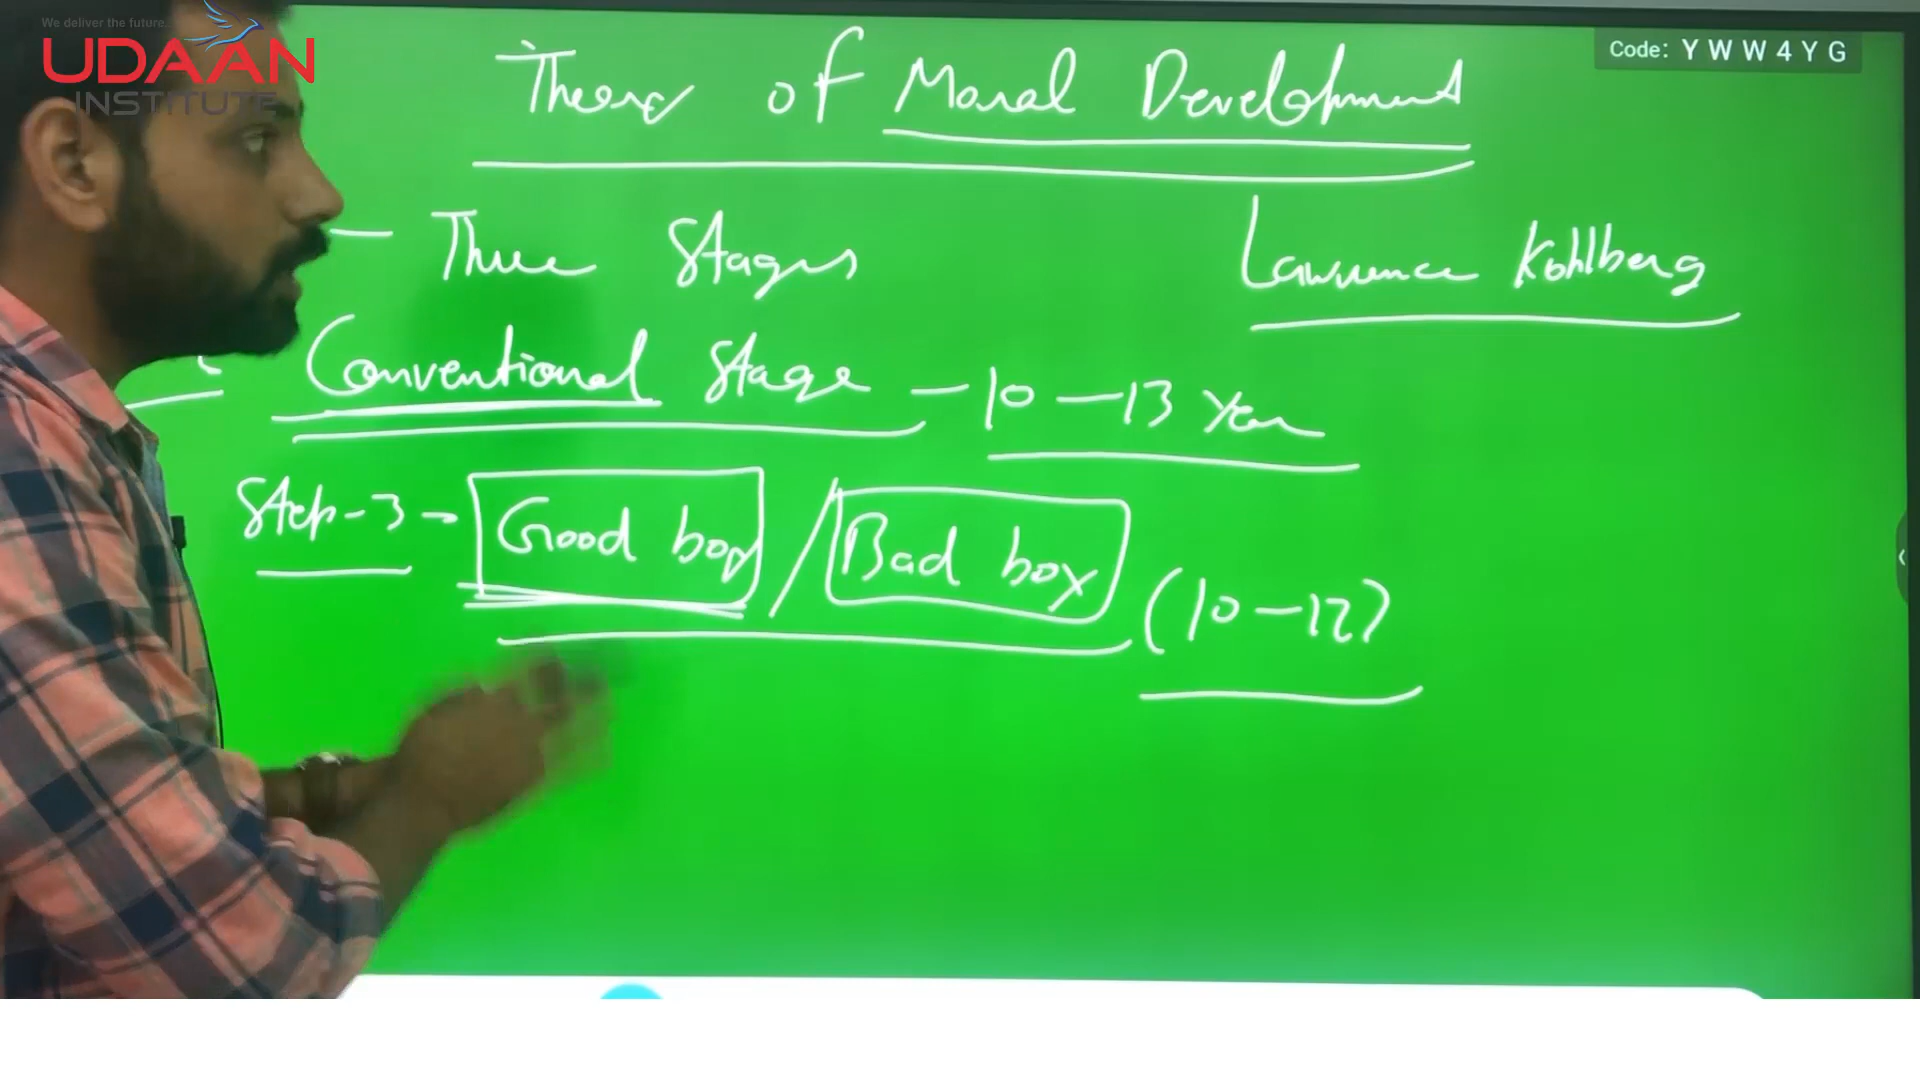 We deliver the future...
UDAAN
INSTITUTE
Code: YWW4YG
Theory of Moral Development
— Three Stages
Lawrence Kohlberg
Conventional Stage — 10 — 13 Year
Step-3 - Good boy / Bad box (10-12)